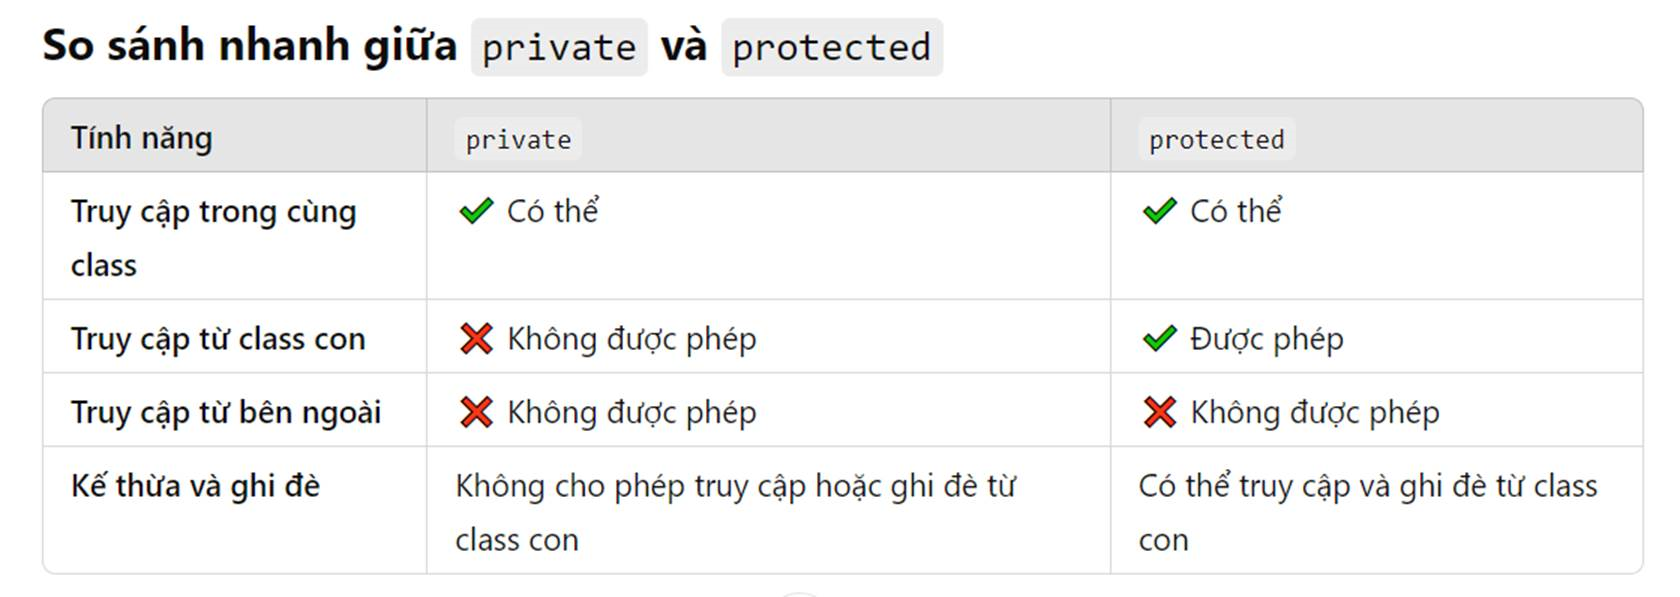 So sánh nhanh giữa private và protected
Tính năng private protected
Truy cập trong cùng class Có thể Có thể
Truy cập từ class con Không được phép Được phép
Truy cập từ bên ngoài Không được phép Không được phép
Kế thừa và ghi đè Không cho phép truy cập hoặc ghi đè từ class con Có thể truy cập và ghi đè từ class con